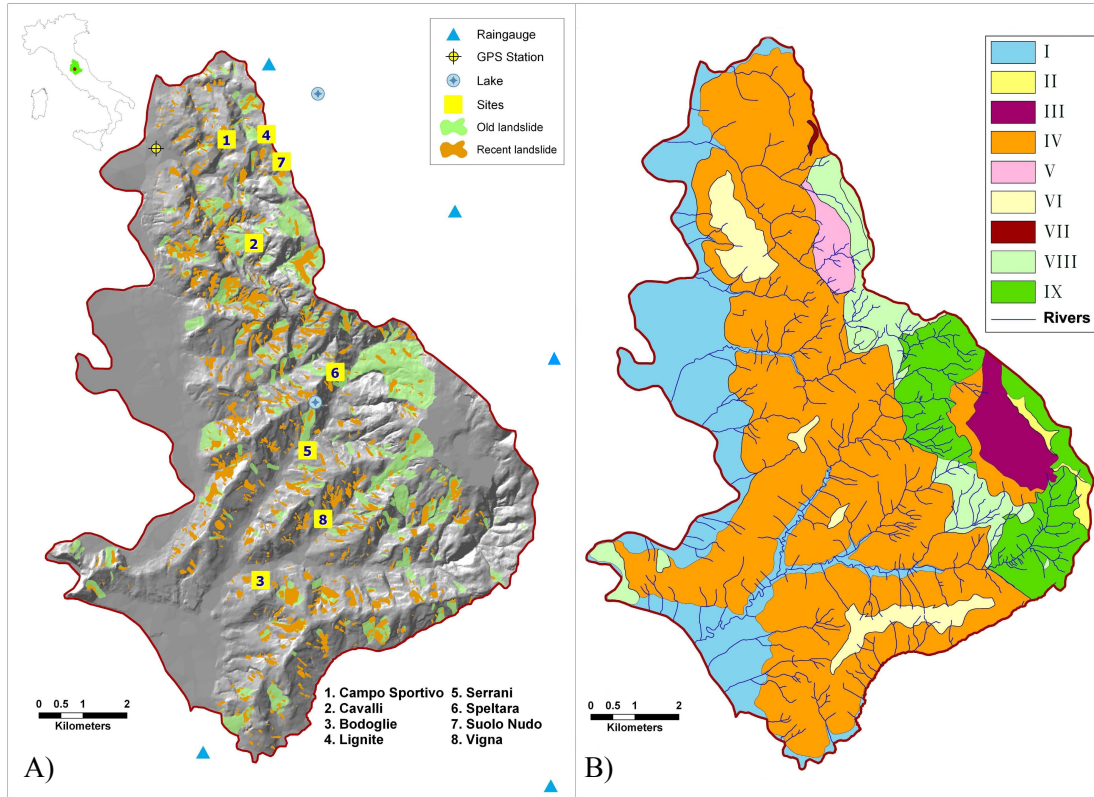 Raingauge
GPS Station
Lake
Sites
Old landslide
Recent landslide
1
4
7
2
6
5
8
3
0 0.5 1 2
Kilometers
1. Campo Sportivo 5. Serrani
2. Cavalli 6. Speltara
3. Bodoglie 7. Suolo Nudo
4. Lignite 8. Vigna
A)
I
II
III
IV
V
VI
VII
VIII
IX
Rivers
0 0.5 1 2
Kilometers
B)